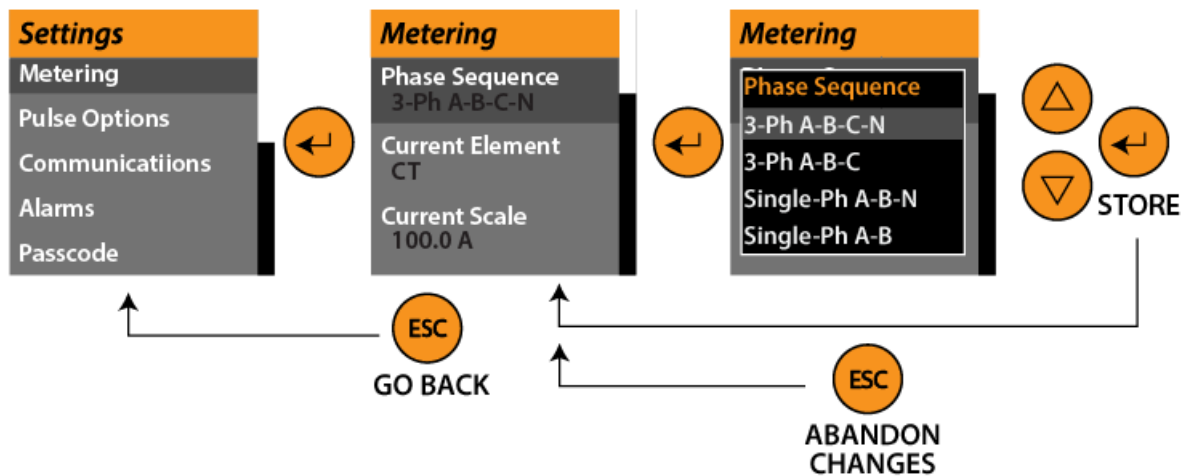 Settings
Metering
Pulse Options
Communicatiions
Alarms
Passcode
Metering
Phase Sequence
3-Ph A-B-C-N
Current Element
CT
Current Scale
100.0 A
Metering
Phase Sequence
3-Ph A-B-C-N
3-Ph A-B-C
Single-Ph A-B-N
Single-Ph A-B
STORE
ESC
GO BACK
ESC
ABANDON
CHANGES